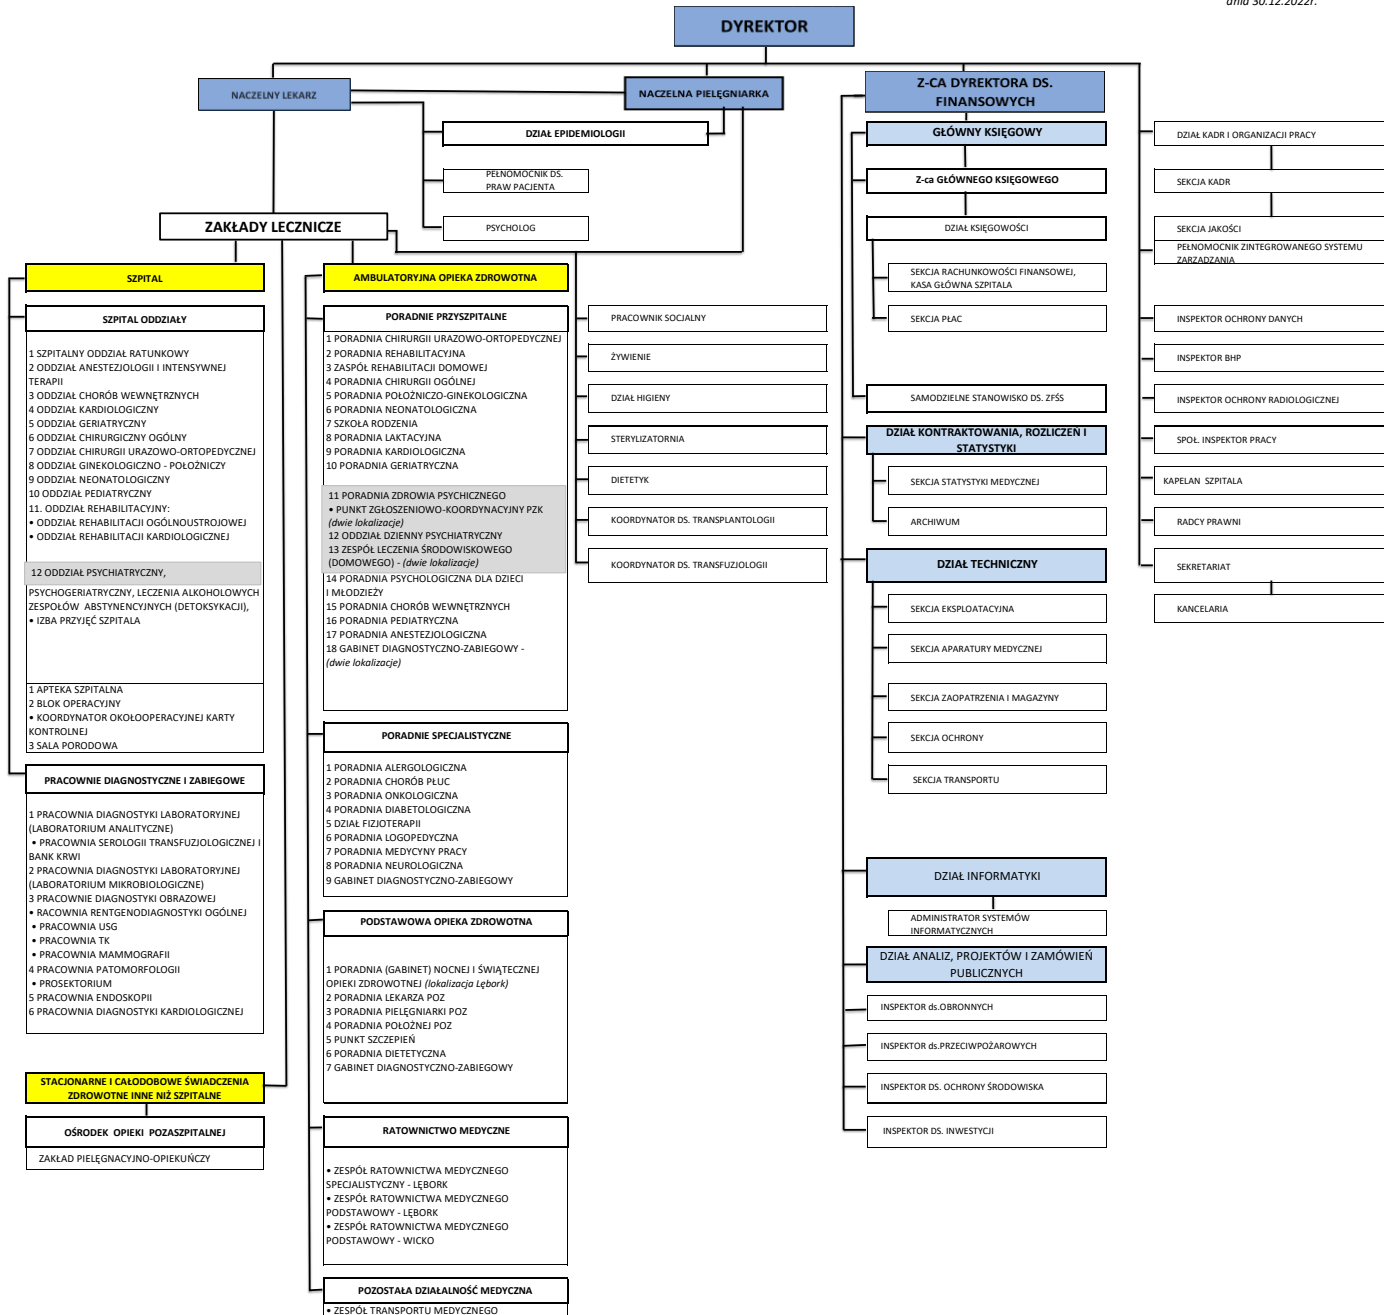 dnia 30.12.2022r.
DYREKTOR
NACZELNY LEKARZ
NACZELNA PIELĘGNIARKA
Z-CA DYREKTORA DS.
FINANSOWYCH
DZIAŁ EPIDEMIOLOGII
PEŁNOMOCNIK DS.
PRAW PACJENTA
PSYCHOLOG
ZAKŁADY LECZNICZE
SZPITAL
SZPITAL ODDZIAŁY
1 SZPITALNY ODDZIAŁ RATUNKOWY
2 ODDZIAŁ ANESTEZJOLOGII I INTENSYWNEJ
TERAPII
3 ODDZIAŁ CHORÓB WEWNĘTRZNYCH
4 ODDZIAŁ KARDIOLOGICZNY
5 ODDZIAŁ GERIATRYCZNY
6 ODDZIAŁ CHIRURGICZNY OGÓLNY
7 ODDZIAŁ CHIRURGII URAZOWO-ORTOPEDYCZNEJ
8 ODDZIAŁ GINEKOLOGICZNO - POŁOŻNICZY
9 ODDZIAŁ NEONATOLOGICZNY
10 ODDZIAŁ PEDIATRYCZNY
11. ODDZIAŁ REHABILITACYJNY:
• ODDZIAŁ REHABILITACJI OGÓLNOUSTROJOWEJ
• ODDZIAŁ REHABILITACJI KARDIOLOGICZNEJ
12 ODDZIAŁ PSYCHIATRYCZNY,
PSYCHOGERIATRYCZNY, LECZENIA ALKOHOLOWYCH
ZESPOŁÓW ABSTYNENCYJNYCH (DETOKSYKACJI),
• IZBA PRZYJĘĆ SZPITALA
1 APTEKA SZPITALNA
2 BLOK OPERACYJNY
• KOORDYNATOR OKOŁOOPERACYJNEJ KARTY
KONTROLNEJ
3 SALA PORODOWA
PRACOWNIE DIAGNOSTYCZNE I ZABIEGOWE
1 PRACOWNIA DIAGNOSTYKI LABORATORYJNEJ
(LABORATORIUM ANALITYCZNE)
• PRACOWNIA SEROLOGII TRANSFUZJOLOGICZNEJ I
BANK KRWI
2 PRACOWNIA DIAGNOSTYKI LABORATORYJNEJ
(LABORATORIUM MIKROBIOLOGICZNE)
3 PRACOWNIE DIAGNOSTYKI OBRAZOWEJ
• RACOWNIA RENTGENODIAGNOSTYKI OGÓLNEJ
• PRACOWNIA USG
• PRACOWNIA TK
• PRACOWNIA MAMMOGRAFII
4 PRACOWNIA PATOMORFOLOGII
• PROSEKTORIUM
5 PRACOWNIA ENDOSKOPII
6 PRACOWNIA DIAGNOSTYKI KARDIOLOGICZNEJ
STACJONARNE I CAŁODOBOWE ŚWIADCZENIA
ZDROWOTNE INNE NIŻ SZPITALNE
OŚRODEK OPIEKI POZASZPITALNEJ
ZAKŁAD PIELĘGNACYJNO-OPIEKUŃCZY
AMBULATORYJNA OPIEKA ZDROWOTNA
PORADNIE PRZYSZPITALNE
1 PORADNIA CHIRURGII URAZOWO-ORTOPEDYCZNEJ
2 PORADNIA REHABILITACYJNA
3 ZASPÓŁ REHABILITACJI DOMOWEJ
4 PORADNIA CHIRURGII OGÓLNEJ
5 PORADNIA POŁOŻNICZO-GINEKOLOGICZNA
6 PORADNIA NEONATOLOGICZNA
7 SZKOŁA RODZENIA
8 PORADNIA LAKTACYJNA
9 PORADNIA KARDIOLOGICZNA
10 PORADNIA GERIATRYCZNA
11 PORADNIA ZDROWIA PSYCHICZNEGO
• PUNKT ZGŁOSZENIOWO-KOORDYNACYJNY PZK
(dwie lokalizacje)
12 ODDZIAŁ DZIENNY PSYCHIATRYCZNY
13 ZESPÓŁ LECZENIA ŚRODOWISKOWEGO
(DOMOWEGO) - (dwie lokalizacje)
14 PORADNIA PSYCHOLOGICZNA DLA DZIECI
I MŁODZIEŻY
15 PORADNIA CHORÓB WEWNĘTRZNYCH
16 PORADNIA PEDIATRYCZNA
17 PORADNIA ANESTEZJOLOGICZNA
18 GABINET DIAGNOSTYCZNO-ZABIEGOWY -
(dwie lokalizacje)
PORADNIE SPECJALISTYCZNE
1 PORADNIA ALERGOLOGICZNA
2 PORADNIA CHORÓB PŁUC
3 PORADNIA ONKOLOGICZNA
4 PORADNIA DIABETOLOGICZNA
5 DZIAŁ FIZJOTERAPII
6 PORADNIA LOGOPEDYCZNA
7 PORADNIA MEDYCYNY PRACY
8 PORADNIA NEUROLOGICZNA
9 GABINET DIAGNOSTYCZNO-ZABIEGOWY
PODSTAWOWA OPIEKA ZDROWOTNA
1 PORADNIA (GABINET) NOCNEJ I ŚWIĄTECZNEJ
OPIEKI ZDROWOTNEJ (lokalizacja Lębork)
2 PORADNIA LEKARZA POZ
3 PORADNIA PIELĘGNIARKI POZ
4 PORADNIA POŁOŻNEJ POZ
5 PUNKT SZCZEPIEŃ
6 PORADNIA DIETETYCZNA
7 GABINET DIAGNOSTYCZNO-ZABIEGOWY
RATOWNICTWO MEDYCZNE
• ZESPÓŁ RATOWNICTWA MEDYCZNEGO
SPECJALISTYCZNY - LĘBORK
• ZESPÓŁ RATOWNICTWA MEDYCZNEGO
PODSTAWOWY - LĘBORK
• ZESPÓŁ RATOWNICTWA MEDYCZNEGO
PODSTAWOWY - WICKO
POZOSTAŁA DZIAŁALNOŚĆ MEDYCZNA
• ZESPÓŁ TRANSPORTU MEDYCZNEGO
PRACOWNIK SOCJALNY
ŻYWIENIE
DZIAŁ HIGIENY
STERYLIZATORNIA
DIETETYK
KOORDYNATOR DS. TRANSPLANTOLOGII
KOORDYNATOR DS. TRANSFUZJOLOGII
GŁÓWNY KSIĘGOWY
Z-ca GŁÓWNEGO KSIĘGOWEGO
DZIAŁ KSIĘGOWOŚCI
SEKCJA RACHUNKOWOŚCI FINANSOWEJ,
KASA GŁÓWNA SZPITALA
SEKCJA PŁAC
SAMODZIELNE STANOWISKO DS. ZFŚS
DZIAŁ KONTRAKTOWANIA, ROZLICZEŃ I
STATYSTYKI
SEKCJA STATYSTYKI MEDYCZNEJ
ARCHIWUM
DZIAŁ TECHNICZNY
SEKCJA EKSPLOATACYJNA
SEKCJA APARATURY MEDYCZNEJ
SEKCJA ZAOPATRZENIA I MAGAZYNY
SEKCJA OCHRONY
SEKCJA TRANSPORTU
DZIAŁ INFORMATYKI
ADMINISTRATOR SYSTEMÓW
INFORMATYCZNYCH
DZIAŁ ANALIZ, PROJEKTÓW I ZAMÓWIEŃ
PUBLICZNYCH
INSPEKTOR ds.OBRONNYCH
INSPEKTOR ds.PRZECIWPOŻAROWYCH
INSPEKTOR DS. OCHRONY ŚRODOWISKA
INSPEKTOR DS. INWESTYCJI
DZIAŁ KADR I ORGANIZACJI PRACY
SEKCJA KADR
SEKCJA JAKOŚCI
PEŁNOMOCNIK ZINTEGROWANEGO SYSTEMU
ZARZADZANIA
INSPEKTOR OCHRONY DANYCH
INSPEKTOR BHP
INSPEKTOR OCHRONY RADIOLOGICZNEJ
SPOŁ. INSPEKTOR PRACY
KAPELAN SZPITALA
RADCY PRAWNI
SEKRETARIAT
KANCELARIA